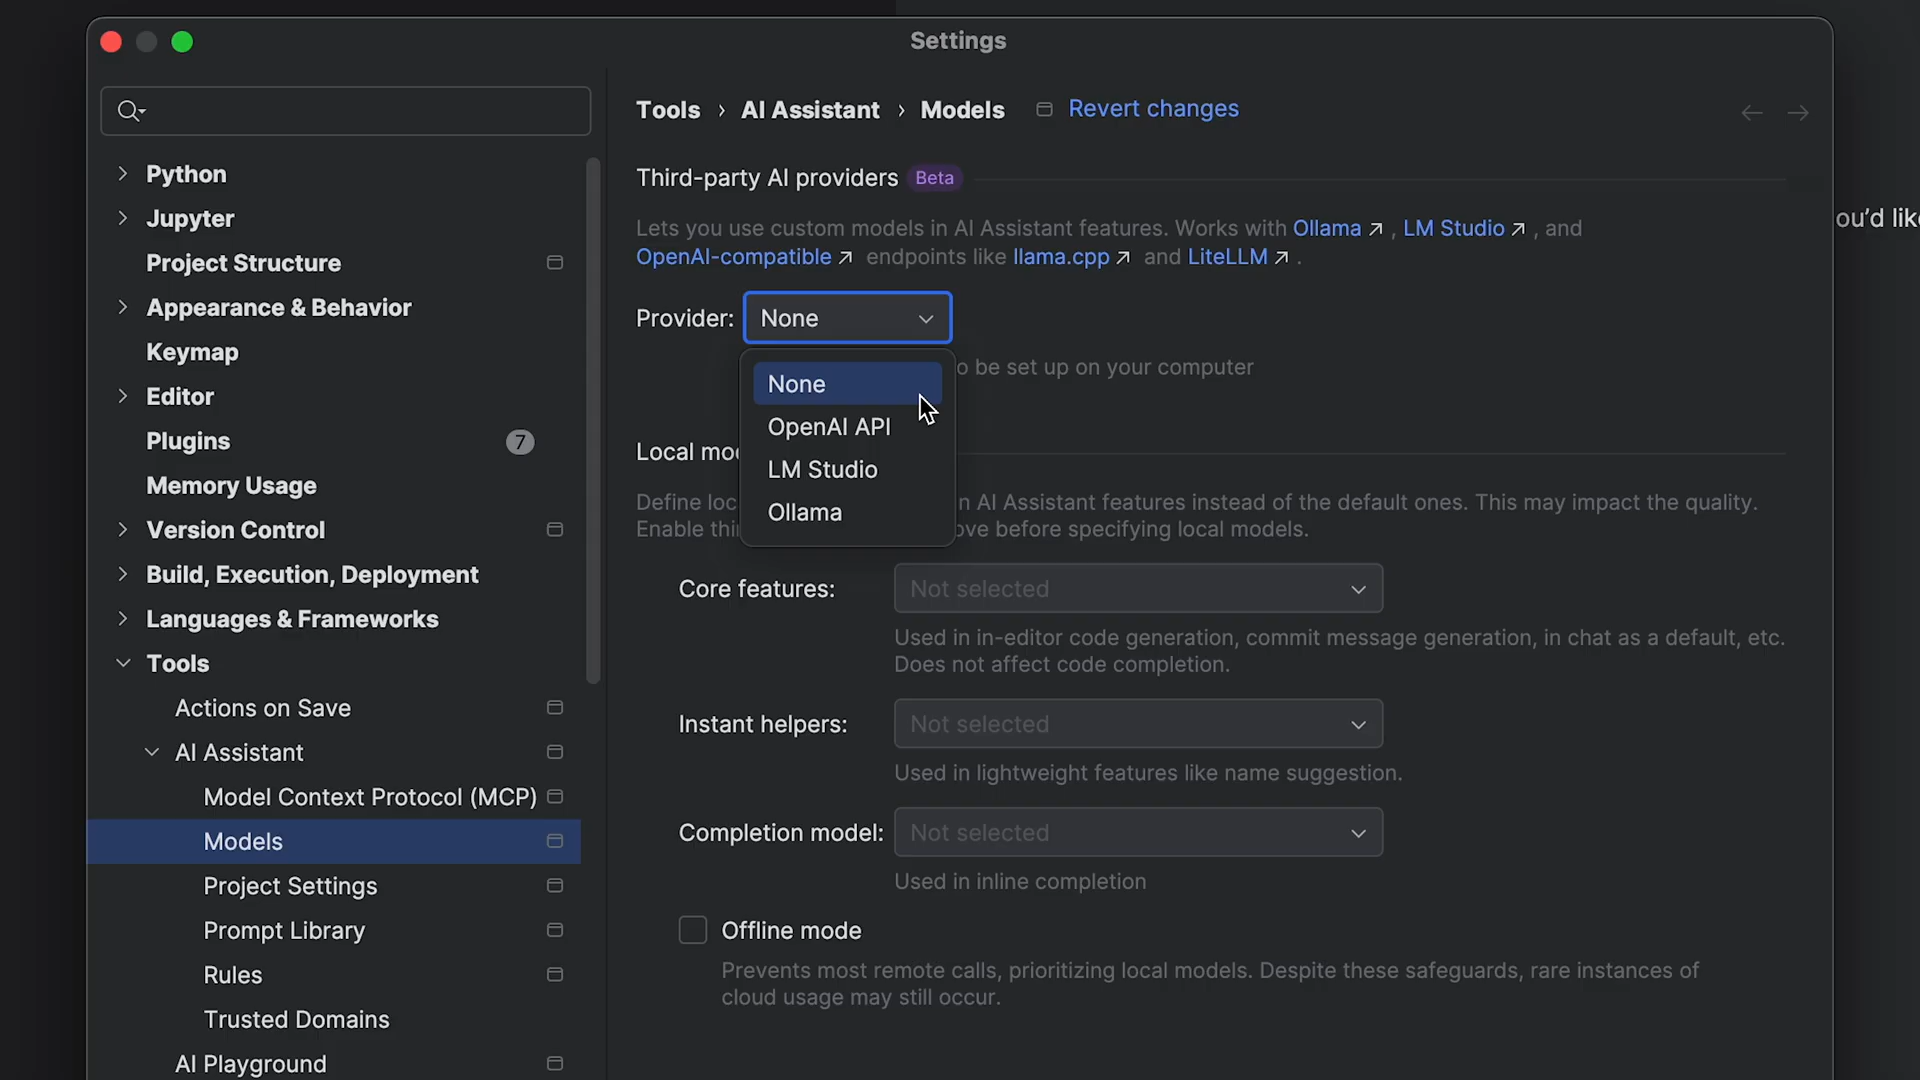 Settings
Python
Jupyter
Project Structure
Appearance & Behavior
Keymap
Editor
Plugins 7
Memory Usage
Version Control
Build, Execution, Deployment
Languages & Frameworks
Tools
Actions on Save
AI Assistant
Model Context Protocol (MCP)
Models
Project Settings
Prompt Library
Rules
Trusted Domains
AI Playground
Tools › AI Assistant › Models Revert changes
Third-party AI providers Beta
Lets you use custom models in AI Assistant features. Works with Ollama ↗ , LM Studio ↗ , and
OpenAI-compatible ↗ endpoints like llama.cpp ↗ and LiteLLM ↗ .
Provider: None
None
OpenAI API
LM Studio
Ollama
o be set up on your computer
Local mo
Define loc n AI Assistant features instead of the default ones. This may impact the quality.
Enable thi ove before specifying local models.
Core features: Not selected
Used in in-editor code generation, commit message generation, in chat as a default, etc.
Does not affect code completion.
Instant helpers: Not selected
Used in lightweight features like name suggestion.
Completion model: Not selected
Used in inline completion
Offline mode
Prevents most remote calls, prioritizing local models. Despite these safeguards, rare instances of
cloud usage may still occur.
ou'd like